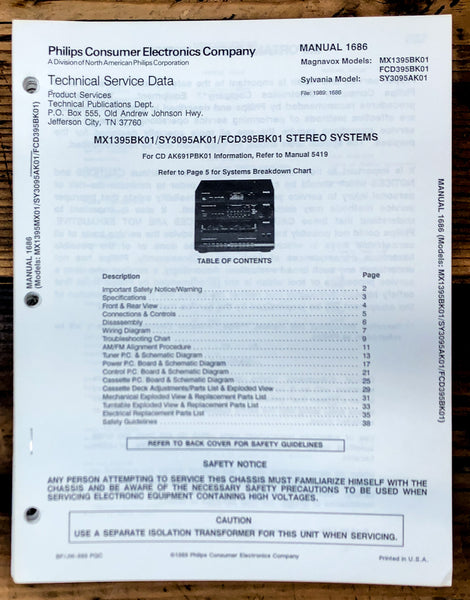 Philips Consumer Electronics Company
A Division of North American Philips Corporation
Technical Service Data
Product Services
Technical Publications Dept.
P.O. Box 555, Old Andrew Johnson Hwy.
Jefferson City, TN 37760
MANUAL 1686
Magnavox Models: MX1395BK01
FCD395BK01
Sylvania Model: SY3095AK01
File: 1989: 1686
MX1395BK01/SY3095AK01/FCD395BK01 STEREO SYSTEMS
For CD AK691PBK01 Information, Refer to Manual 5419
Refer to Page 5 for Systems Breakdown Chart
TABLE OF CONTENTS
Description Page
Important Safety Notice/Warning 2
Specifications 3
Front & Rear View 4
Connections & Controls 5
Disassembly 6
Wiring Diagram 7
Troubleshooting Chart 9
AM/FM Alignment Procedure 11
Tuner P.C. & Schematic Diagram 13
Power P.C. Board & Schematic Diagram 17
Control P.C. Board & Schematic Diagram 21
Cassette P.C. Board & Schematic Diagram 25
Cassette Deck Adjustments/Parts List & Exploded View 29
Mechanical Exploded View & Replacement Parts List 31
Turntable Exploded View & Replacement Parts List 33
Electrical Replacement Parts List 35
Safety Guidelines 38
REFER TO BACK COVER FOR SAFETY GUIDELINES
SAFETY NOTICE
ANY PERSON ATTEMPTING TO SERVICE THIS CHASSIS MUST FAMILIARIZE HIMSELF WITH THE
CHASSIS AND BE AWARE OF THE NECESSARY SAFETY PRECAUTIONS TO BE USED WHEN
SERVICING ELECTRONIC EQUIPMENT CONTAINING HIGH VOLTAGES.
CAUTION
USE A SEPARATE ISOLATION TRANSFORMER FOR THIS UNIT WHEN SERVICING.
©1989 Philips Consumer Electronics Company
Printed in U.S.A.
MANUAL 1686
(Models: MX1395MX01/SY3095AK01/FCD395BK01)
MANUAL 1686 (Models: MX1395BK01/SY3095AK01/FCD395BK01)